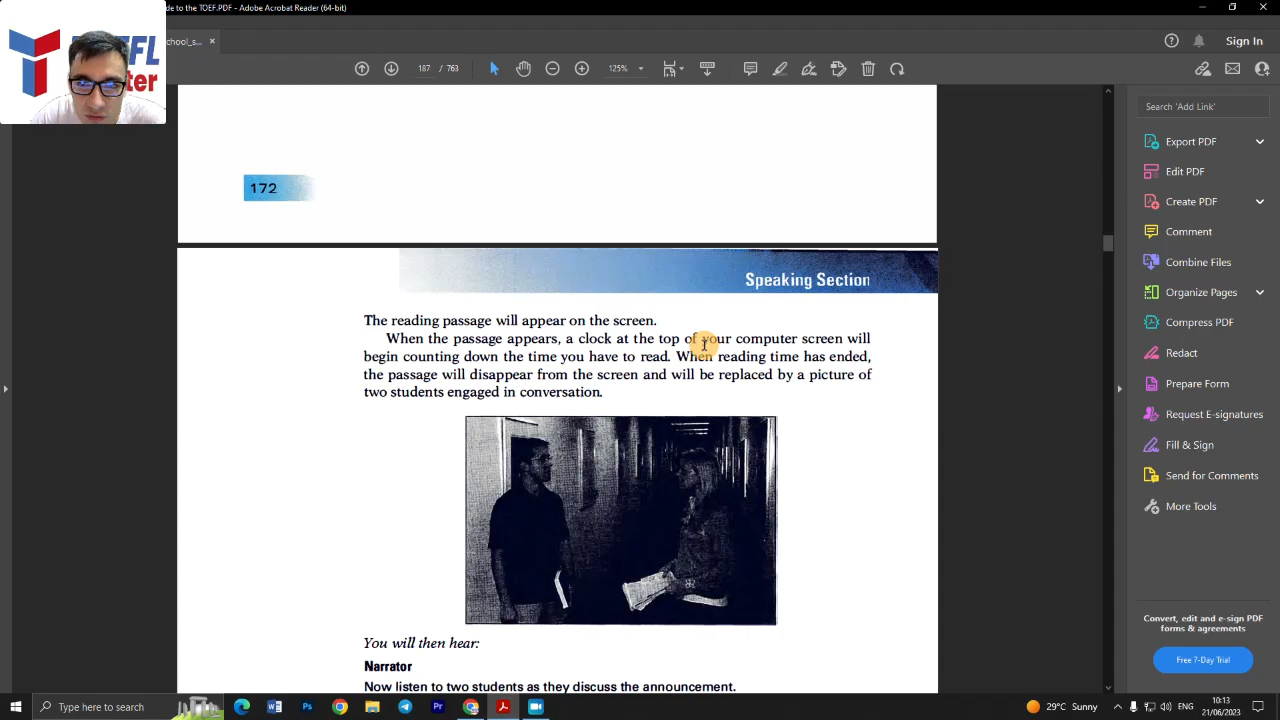 de to the TOEF.PDF - Adobe Acrobat Reader (64-bit)
chool_s...
187 / 763
125%
Sign In
Search 'Add Link'
Export PDF
Edit PDF
Create PDF
Comment
Combine Files
Organize Pages
Compress PDF
Redact
Prepare Form
Request E-signatures
Fill & Sign
Send for Comments
More Tools
Convert, edit and e-sign PDF
forms & agreements
Free 7-Day Trial
172
Speaking Section
The reading passage will appear on the screen.
When the passage appears, a clock at the top of your computer screen will
begin counting down the time you have to read. When reading time has ended,
the passage will disappear from the screen and will be replaced by a picture of
two students engaged in conversation.
You will then hear:
Narrator
Now listen to two students as they discuss the announcement.
Type here to search
29°C Sunny
ENG
10:13
21/06/2023